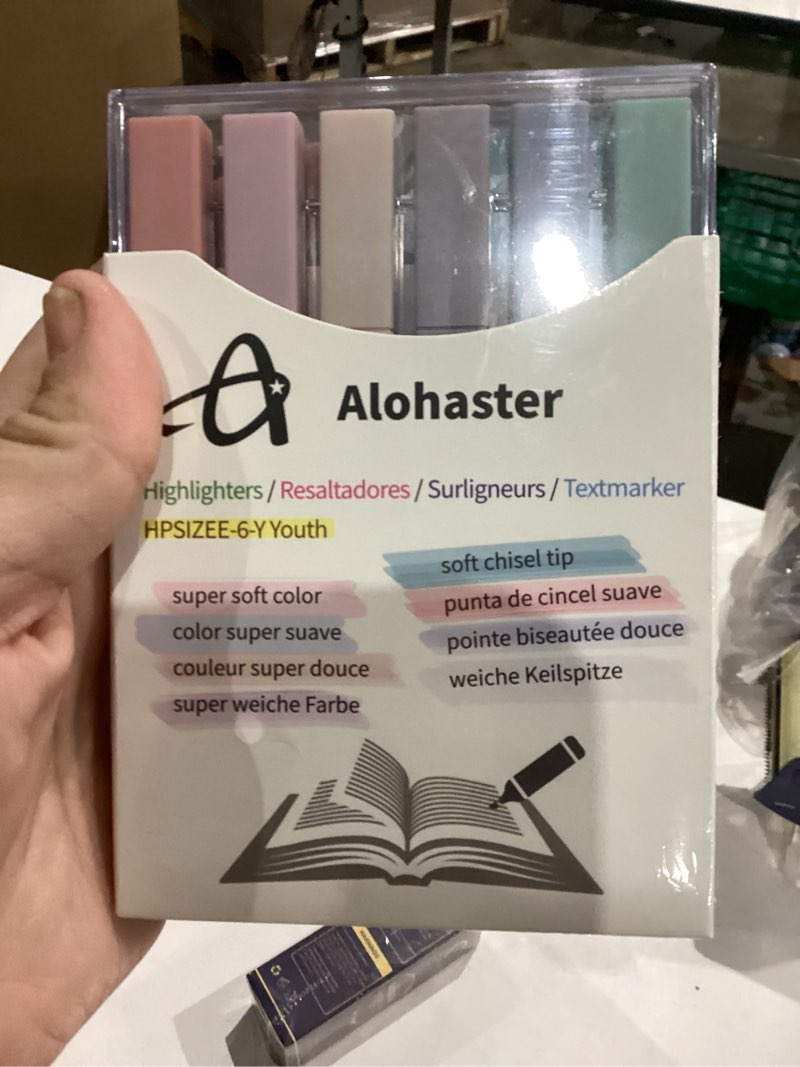 Alohaster
Highlighters / Resaltadores / Surligneurs / Textmarker
HPSIZEE-6-Y Youth
super soft color
color super suave
couleur super douce
super weiche Farbe
soft chisel tip
punta de cincel suave
pointe biseautée douce
weiche Keilspitze